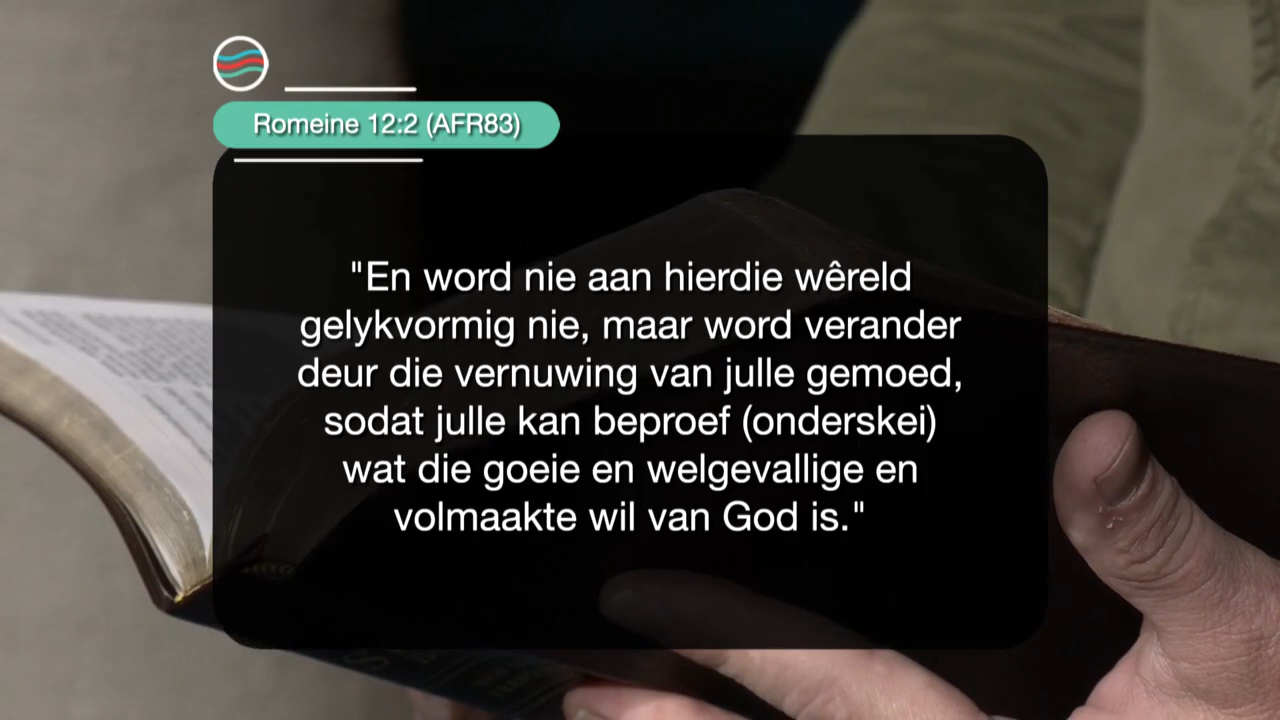 Romeine 12:2 (AFR83)
"En word nie aan hierdie wêreld
gelykvormig nie, maar word verander
deur die vernuwing van julle gemoed,
sodat julle kan beproef (onderskei)
wat die goeie en welgevallige en
volmaakte wil van God is."